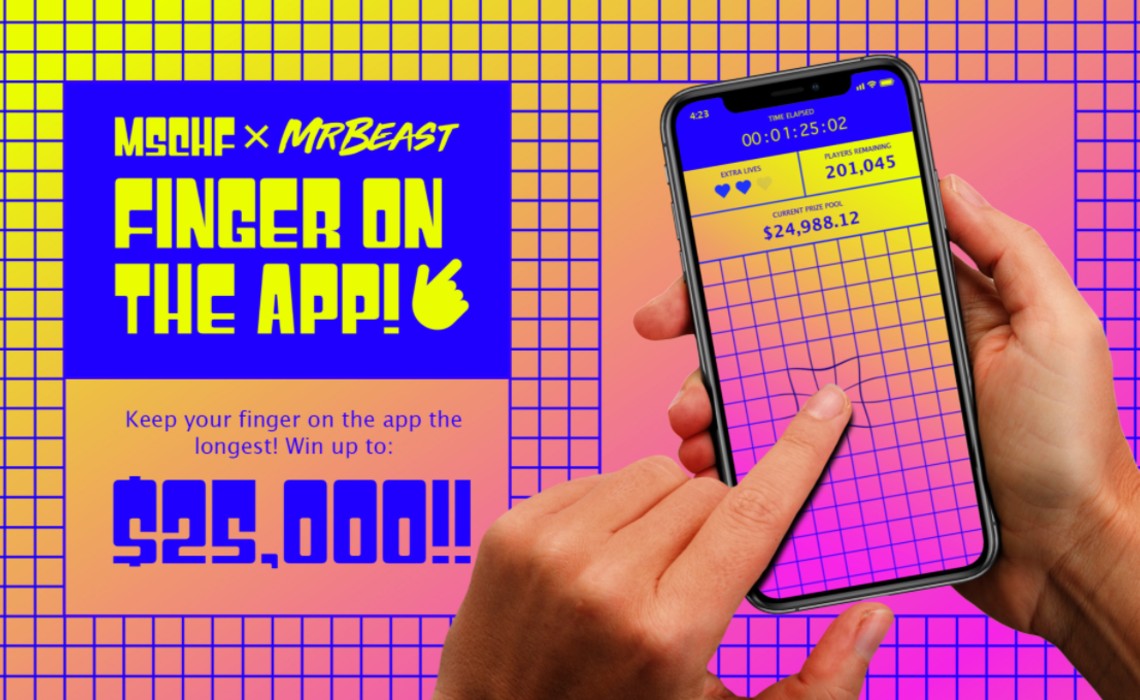 MSCHF × MRBEAST
FINGER ON
THE APP!
Keep your finger on the app the
longest! Win up to:
$25,000!!
4:23
TIME ELAPSED
00:01:25:02
EXTRA LIVES
PLAYERS REMAINING
201,045
CURRENT PRIZE POOL
$24,988.12